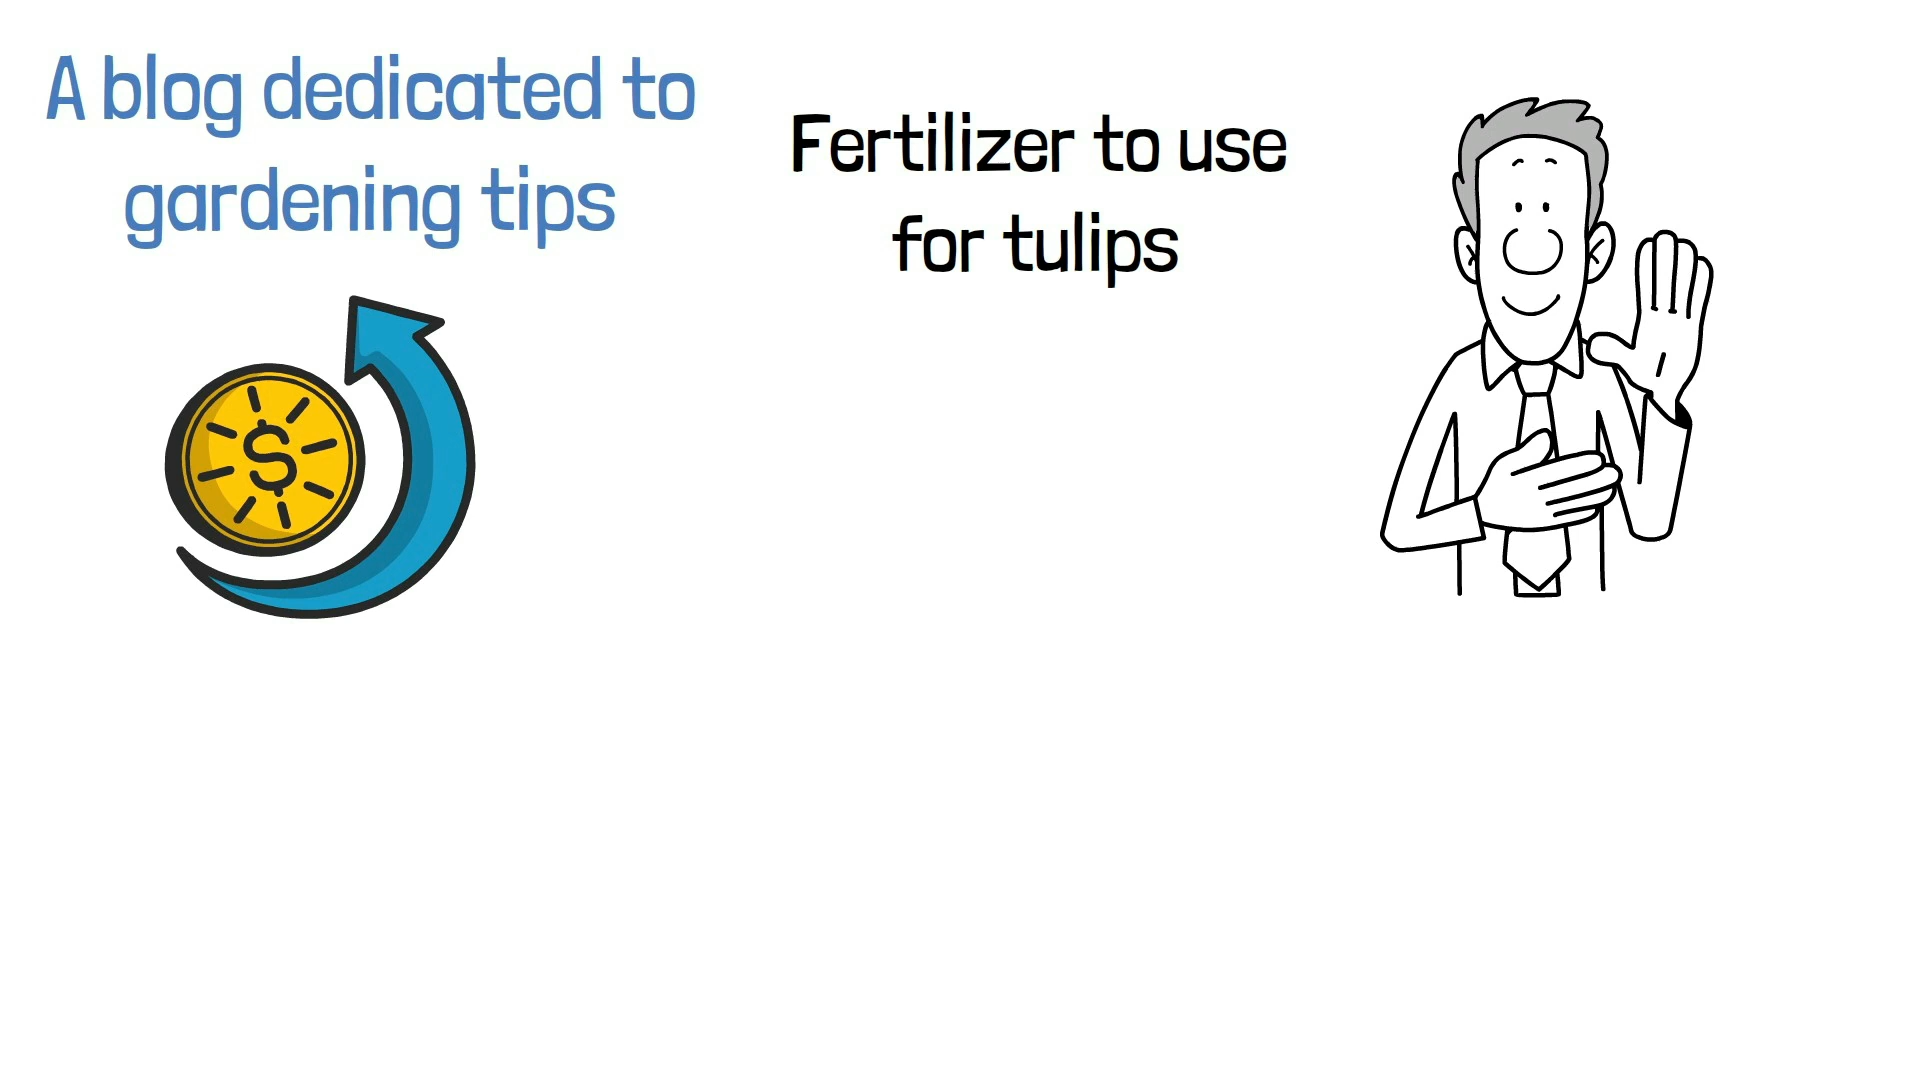 A blog dedicated to
gardening tips
Fertilizer to use
for tulips
$